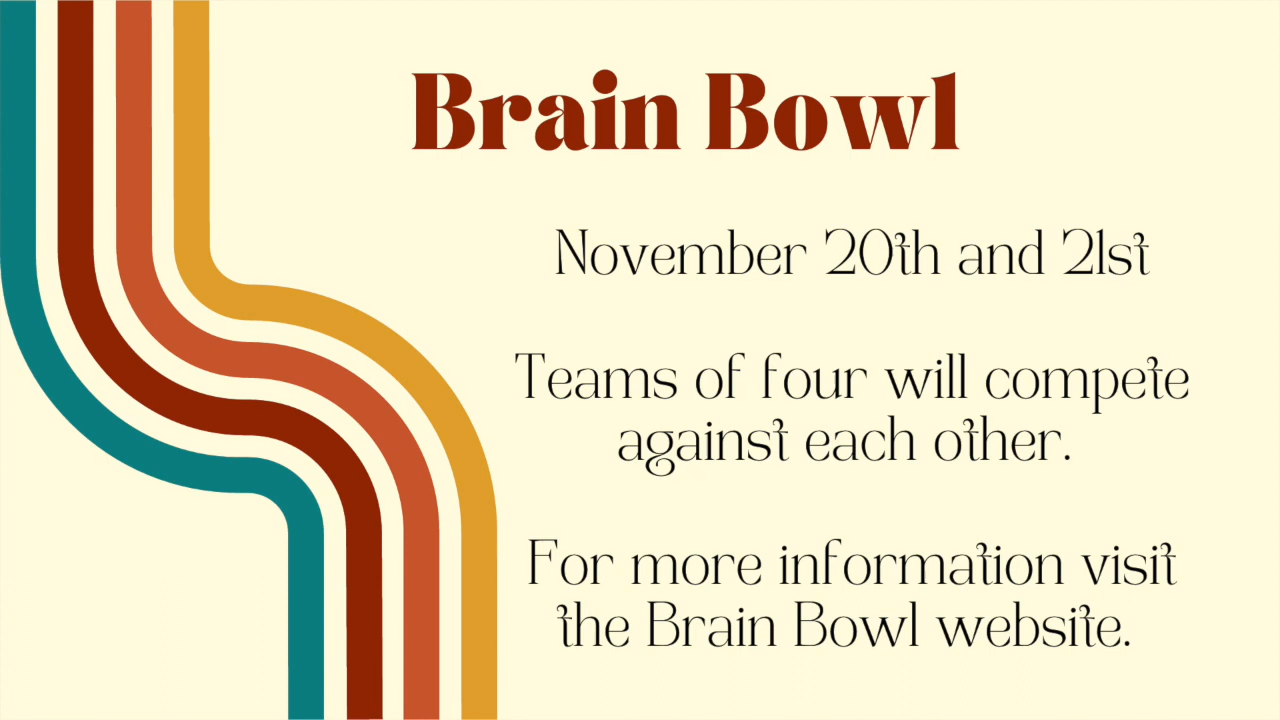 Brain Bowl
November 20th and 21st
Teams of four will compete
against each other.
For more information visit
the Brain Bowl website.